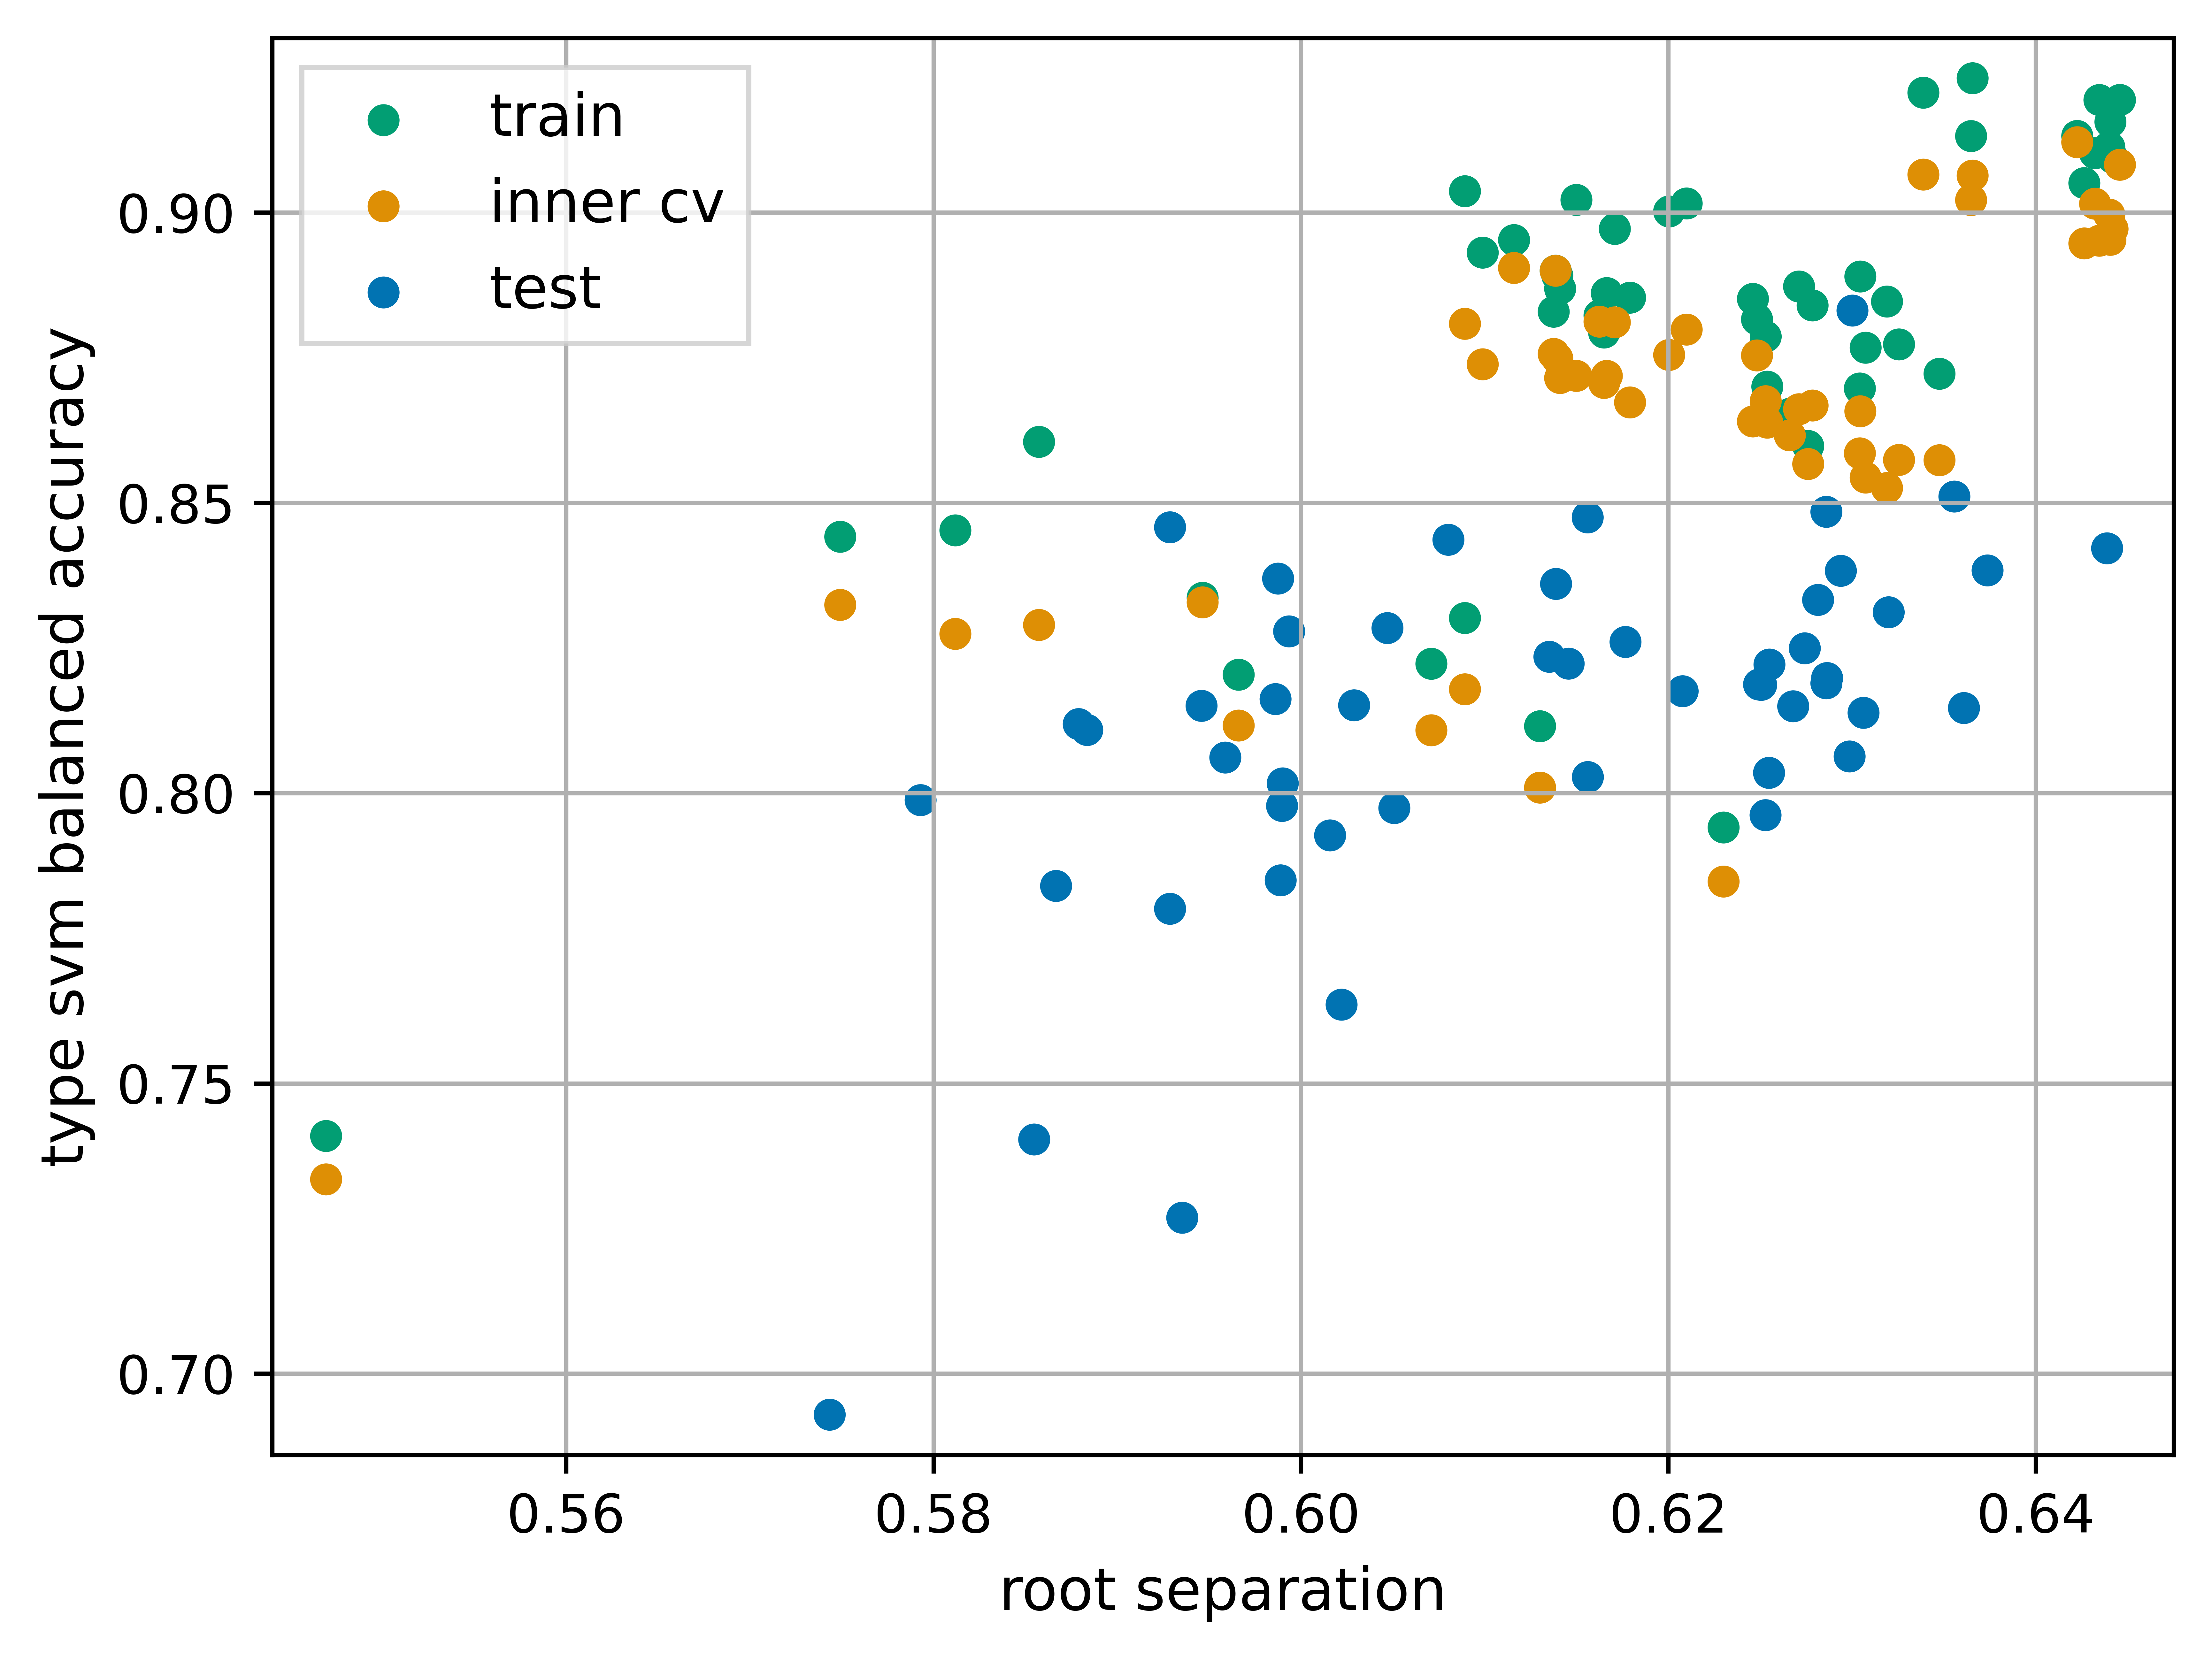 train
inner cv
test
type svm balanced accuracy
0.90
0.85
0.80
0.75
0.70
0.56
0.58
0.60
0.62
0.64
root separation